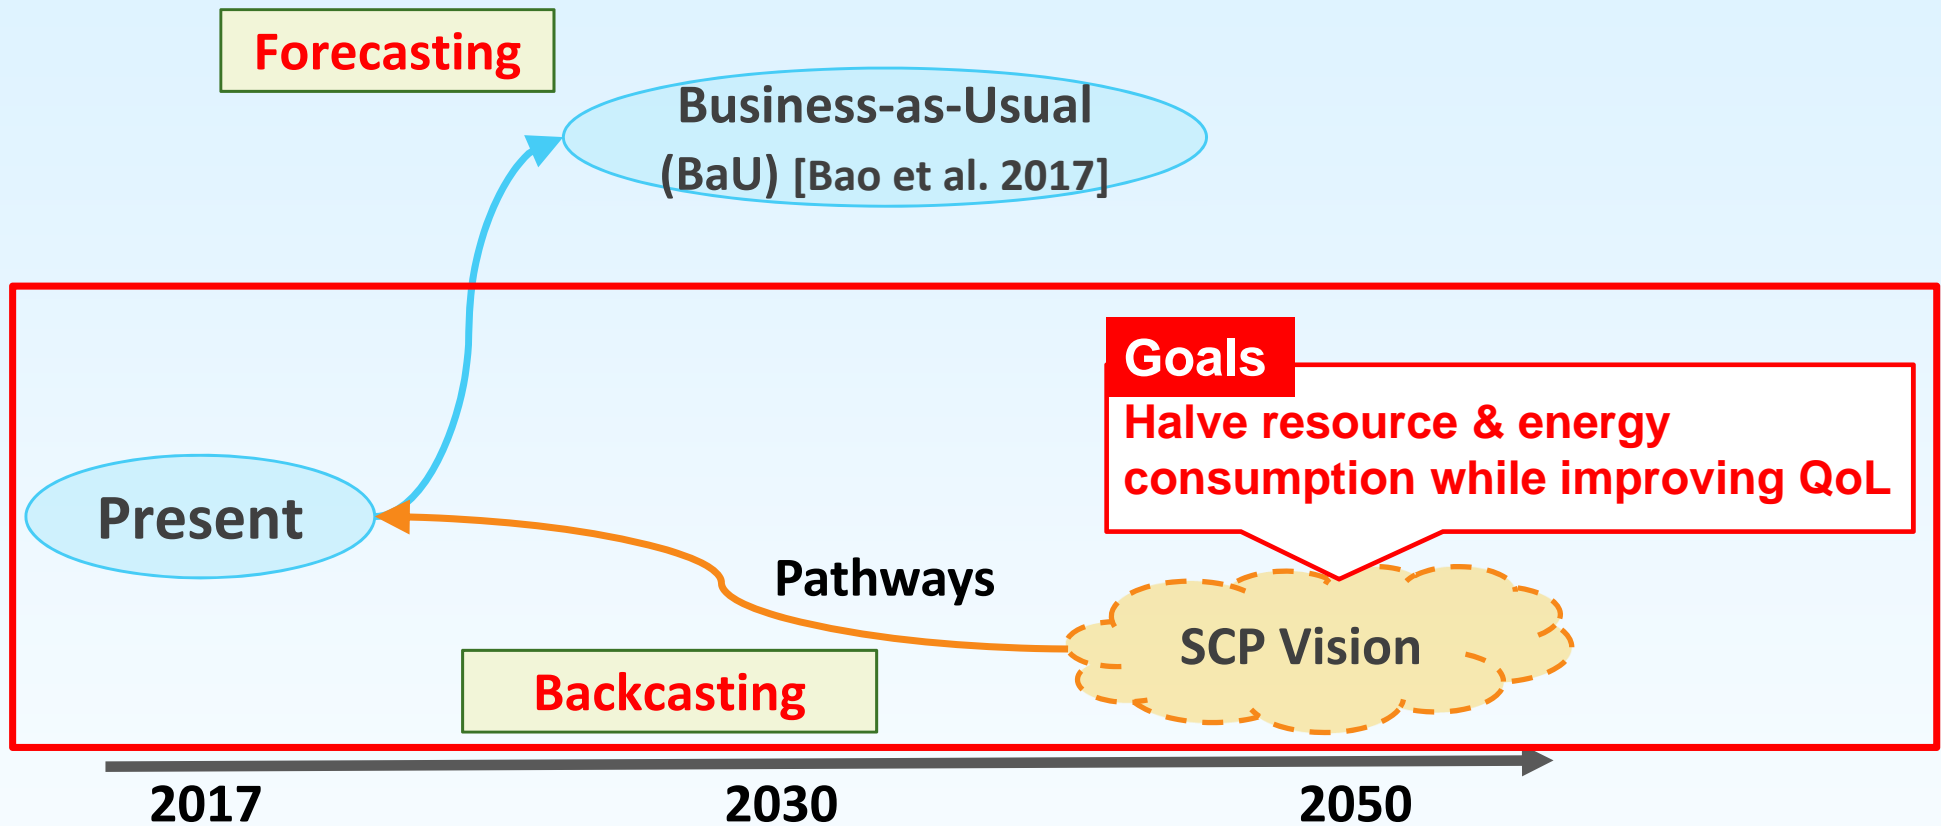 Forecasting
Business-as-Usual
(BaU) [Bao et al. 2017]
Goals
Halve resource & energy
consumption while improving QoL
Present
Pathways
SCP Vision
Backcasting
2017
2030
2050